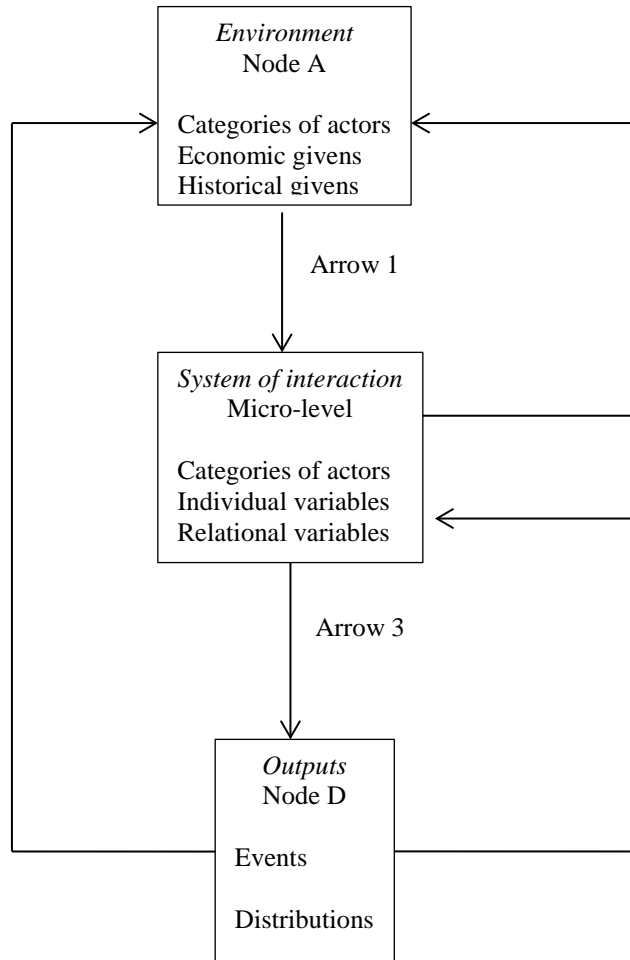 Environment
Node A
Categories of actors
Economic givens
Historical givens
Arrow 1
System of interaction
Micro-level
Categories of actors
Individual variables
Relational variables
Arrow 3
Outputs
Node D
Events
Distributions